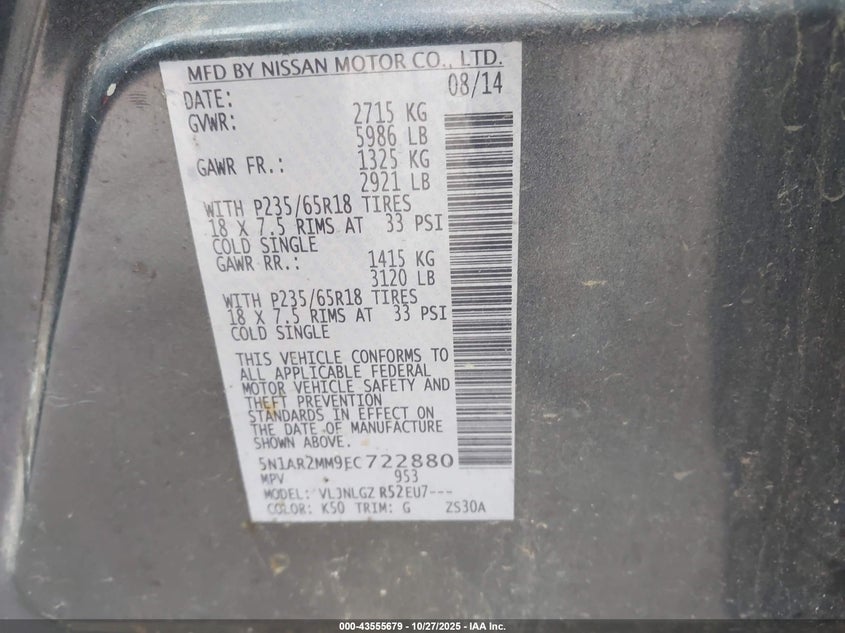 MFD BY NISSAN MOTOR CO., LTD.
DATE: 08/14
GVWR: 2715 KG
5986 LB
GAWR FR.: 1325 KG
2921 LB
WITH P235/65R18 TIRES
18 X 7.5 RIMS AT 33 PSI
COLD SINGLE
GAWR RR.: 1415 KG
3120 LB
WITH P235/65R18 TIRES
18 X 7.5 RIMS AT 33 PSI
COLD SINGLE
THIS VEHICLE CONFORMS TO
ALL APPLICABLE FEDERAL
MOTOR VEHICLE SAFETY AND
THEFT PREVENTION
STANDARDS IN EFFECT ON
THE DATE OF MANUFACTURE
SHOWN ABOVE.
5N1AR2MM9EC722880
MPV 953
MODEL: VLJNLGZ R52EU7---
COLOR: K50 TRIM: G ZS30A
000-43555679 - 10/27/2025 - IAA Inc.